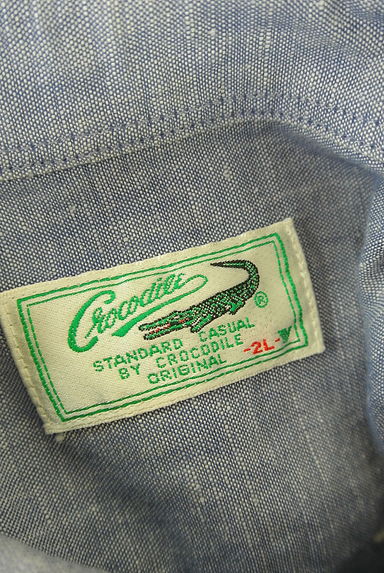 Crocodile ®
STANDARD CASUAL
BY CROCODILE
ORIGINAL
-2L-